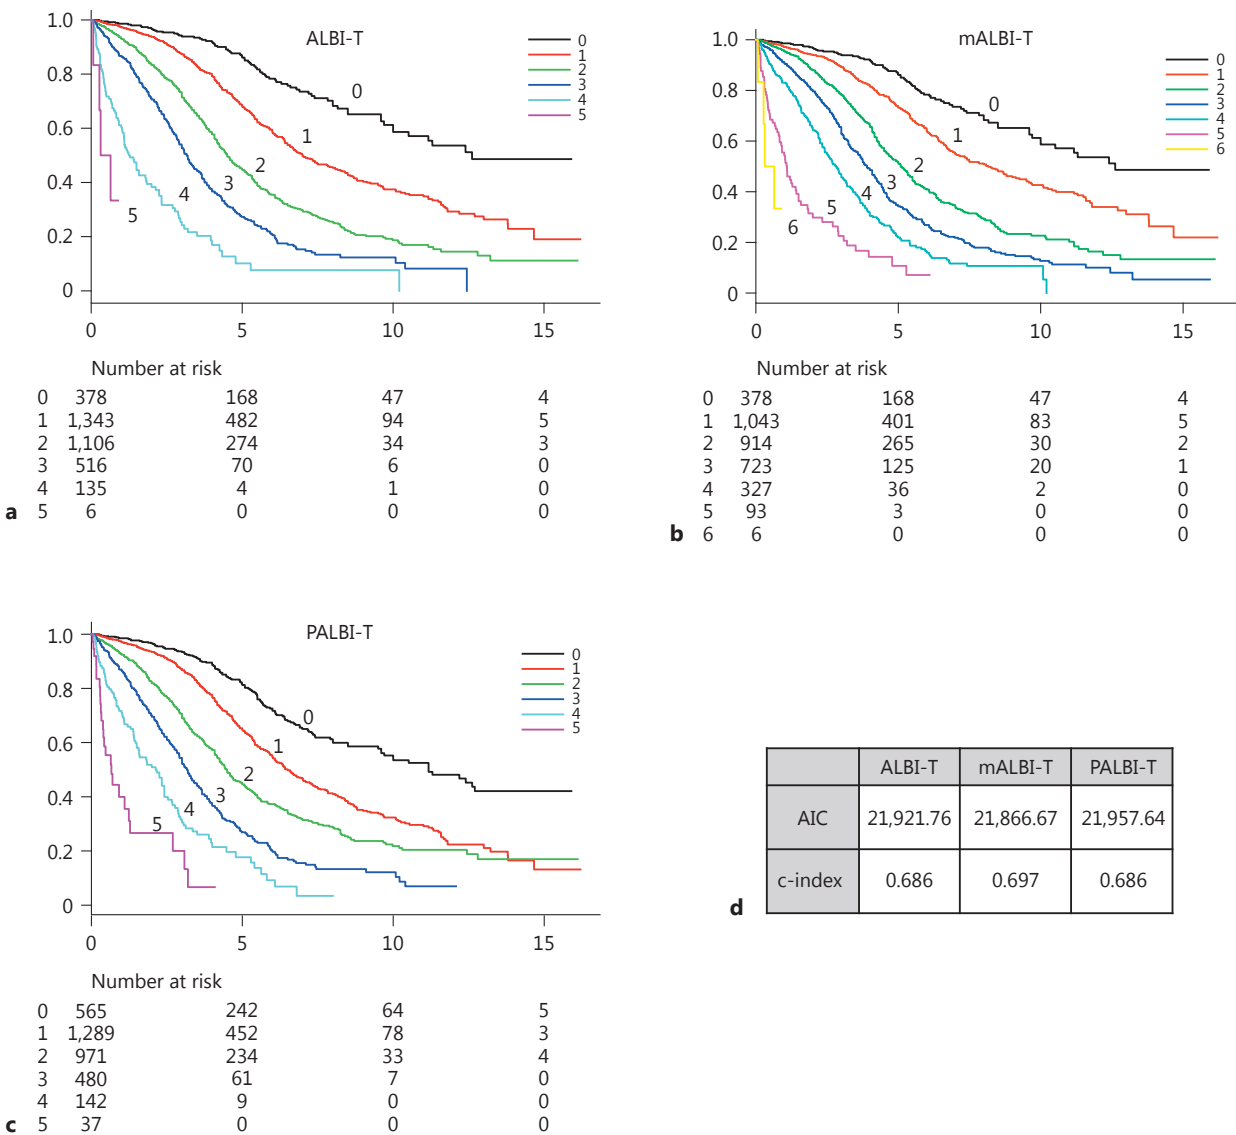 ALBI-T
1.0
0.8
0.6
0.4
0.2
0
0
1
2
3
4
5
0
1
2
3
4
5
0 5 10 15
Number at risk
0 378 168 47 4
1 1,343 482 94 5
2 1,106 274 34 3
3 516 70 6 0
4 135 4 1 0
a 5 6 0 0 0
mALBI-T
1.0
0.8
0.6
0.4
0.2
0
0
1
2
3
4
5
6
0
1
2
3
4
5
6
0 5 10 15
Number at risk
0 378 168 47 4
1 1,043 401 83 5
2 914 265 30 2
3 723 125 20 1
4 327 36 2 0
5 93 3 0 0
b 6 6 0 0 0
PALBI-T
1.0
0.8
0.6
0.4
0.2
0
0
1
2
3
4
5
0
1
2
3
4
5
0 5 10 15
Number at risk
0 565 242 64 5
1 1,289 452 78 3
2 971 234 33 4
3 480 61 7 0
4 142 9 0 0
c 5 37 0 0 0
ALBI-T mALBI-T PALBI-T
AIC 21,921.76 21,866.67 21,957.64
c-index 0.686 0.697 0.686
d